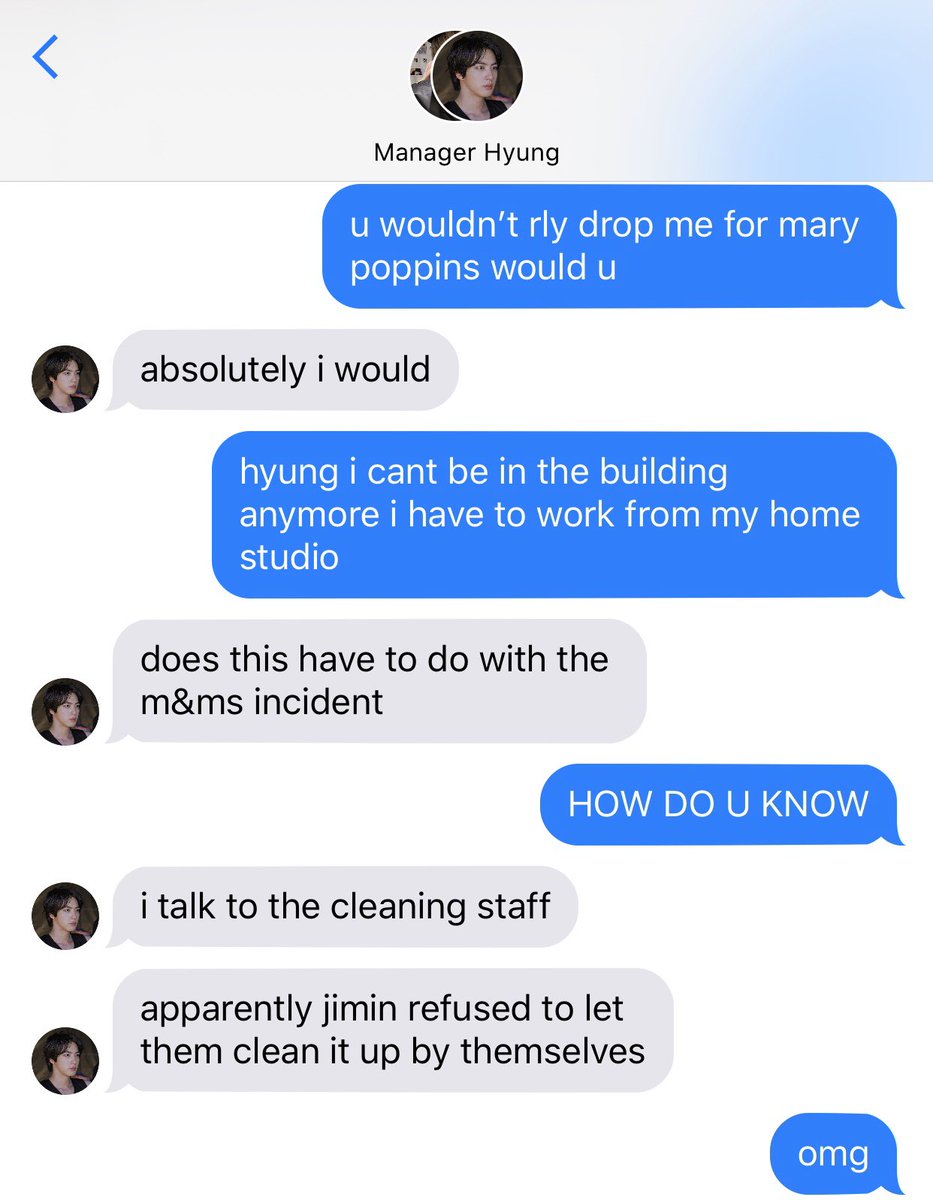 Manager Hyung
u wouldn’t rly drop me for mary
poppins would u
absolutely i would
hyung i cant be in the building
anymore i have to work from my home
studio
does this have to do with the
m&ms incident
HOW DO U KNOW
i talk to the cleaning staff
apparently jimin refused to let
them clean it up by themselves
omg